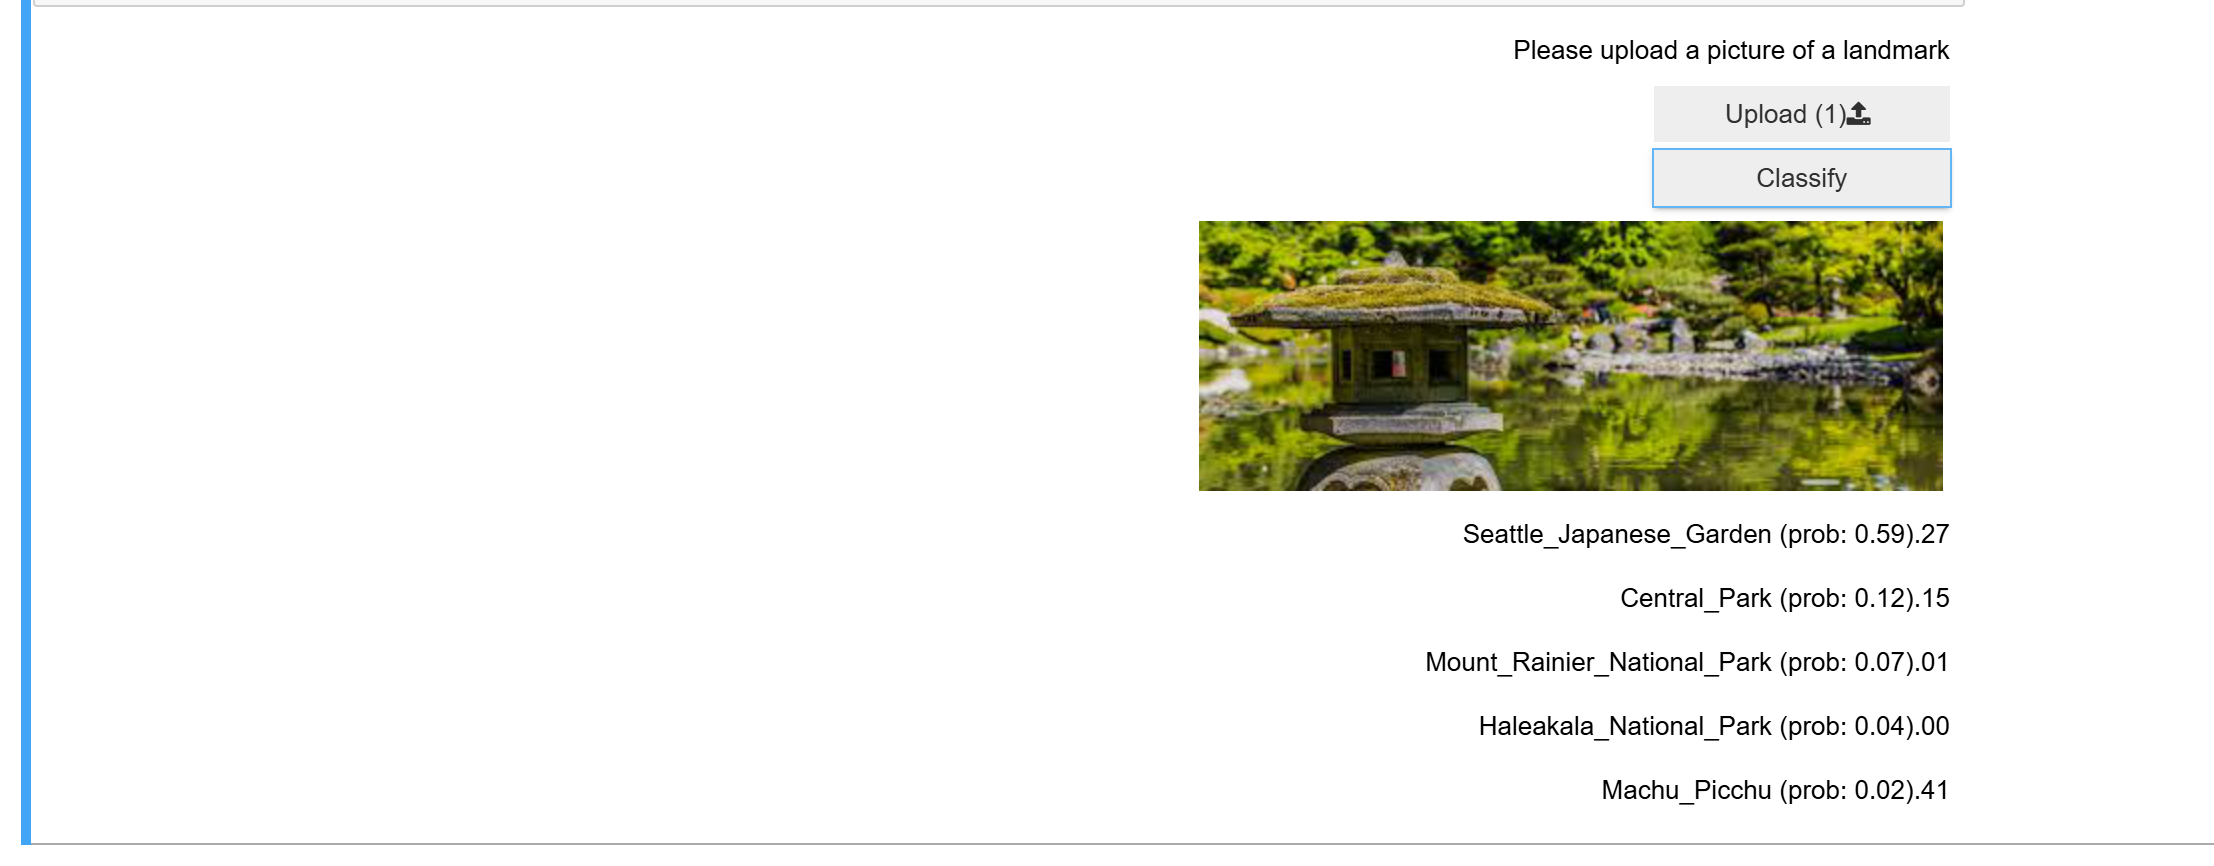 Please upload a picture of a landmark
Upload (1)
Classify
Seattle_Japanese_Garden (prob: 0.59).27
Central_Park (prob: 0.12).15
Mount_Rainier_National_Park (prob: 0.07).01
Haleakala_National_Park (prob: 0.04).00
Machu_Picchu (prob: 0.02).41